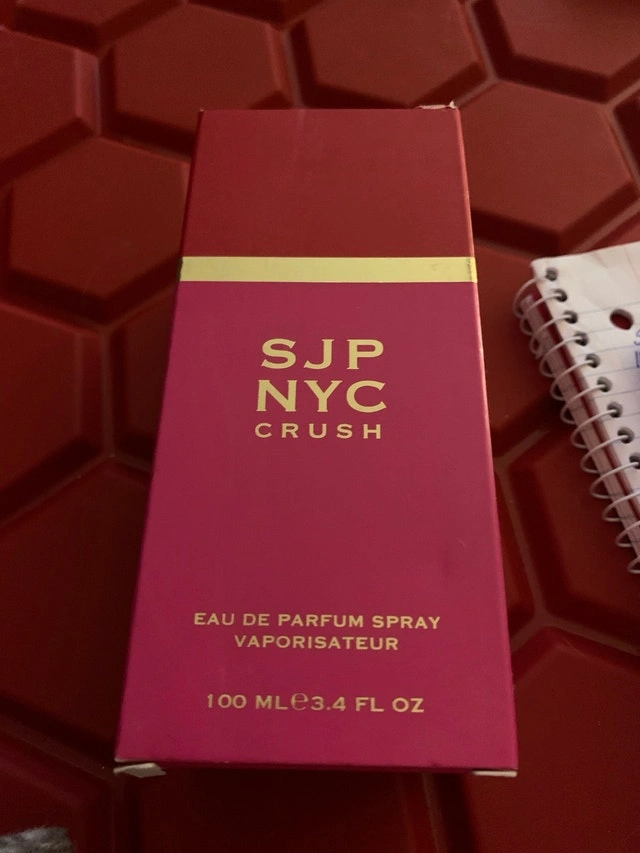 SJP
NYC
CRUSH
EAU DE PARFUM SPRAY
VAPORISATEUR
100 ML℮3.4 FL OZ